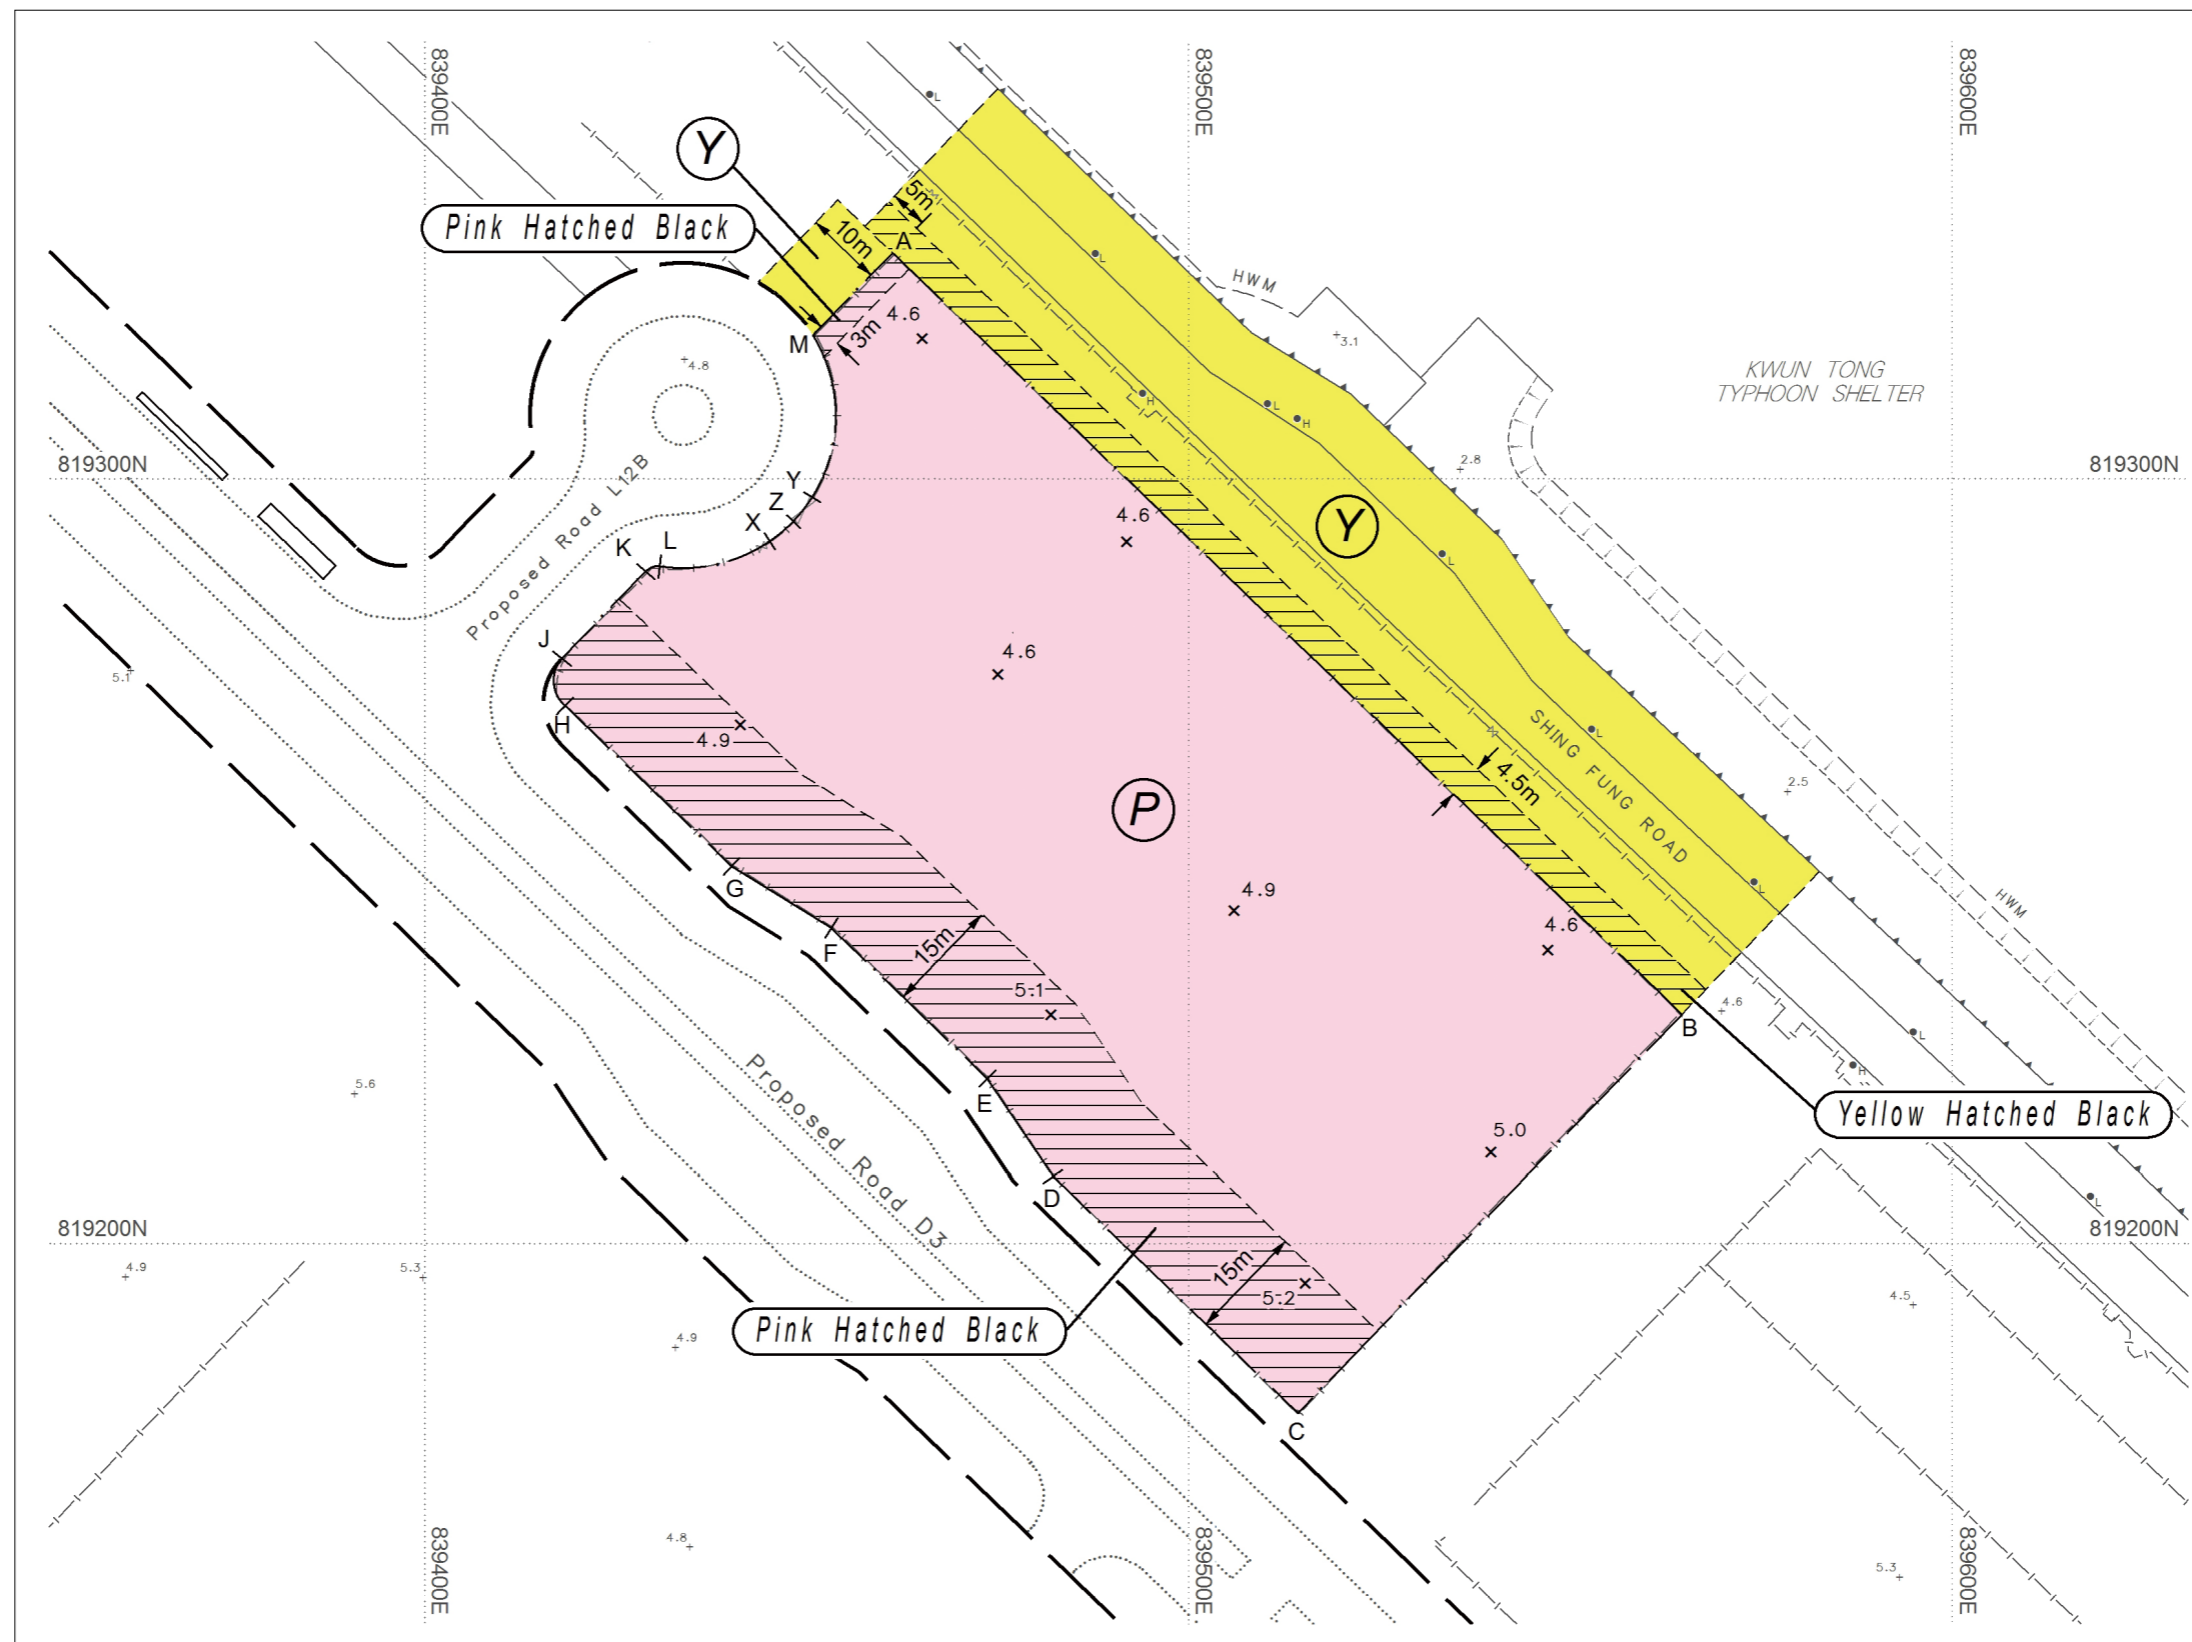 839400E
839500E
839600E
L
Y
Pink Hatched Black
5m
10m
A
L
HWM
4.6
3m
M
3.1
4.8
KWUN TONG
TYPHOON SHELTER
H
L
H
819300N
819300N
2.8
Proposed Road L12B
Y
Z
X
4.6
Y
K
L
L
J
4.6
5.1
H
4.9
SHING FUNG ROAD
L
4.5m
2.5
P
G
4.9
L
HWM
F
15m
4.6
5.1
4.6
B
L
H
Proposed Road D3
E
5.6
Yellow Hatched Black
5.0
D
L
819200N
819200N
4.9
5.3
15m
5.2
4.5
Pink Hatched Black
4.9
C
4.8
5.3
839400E
839500E
839600E